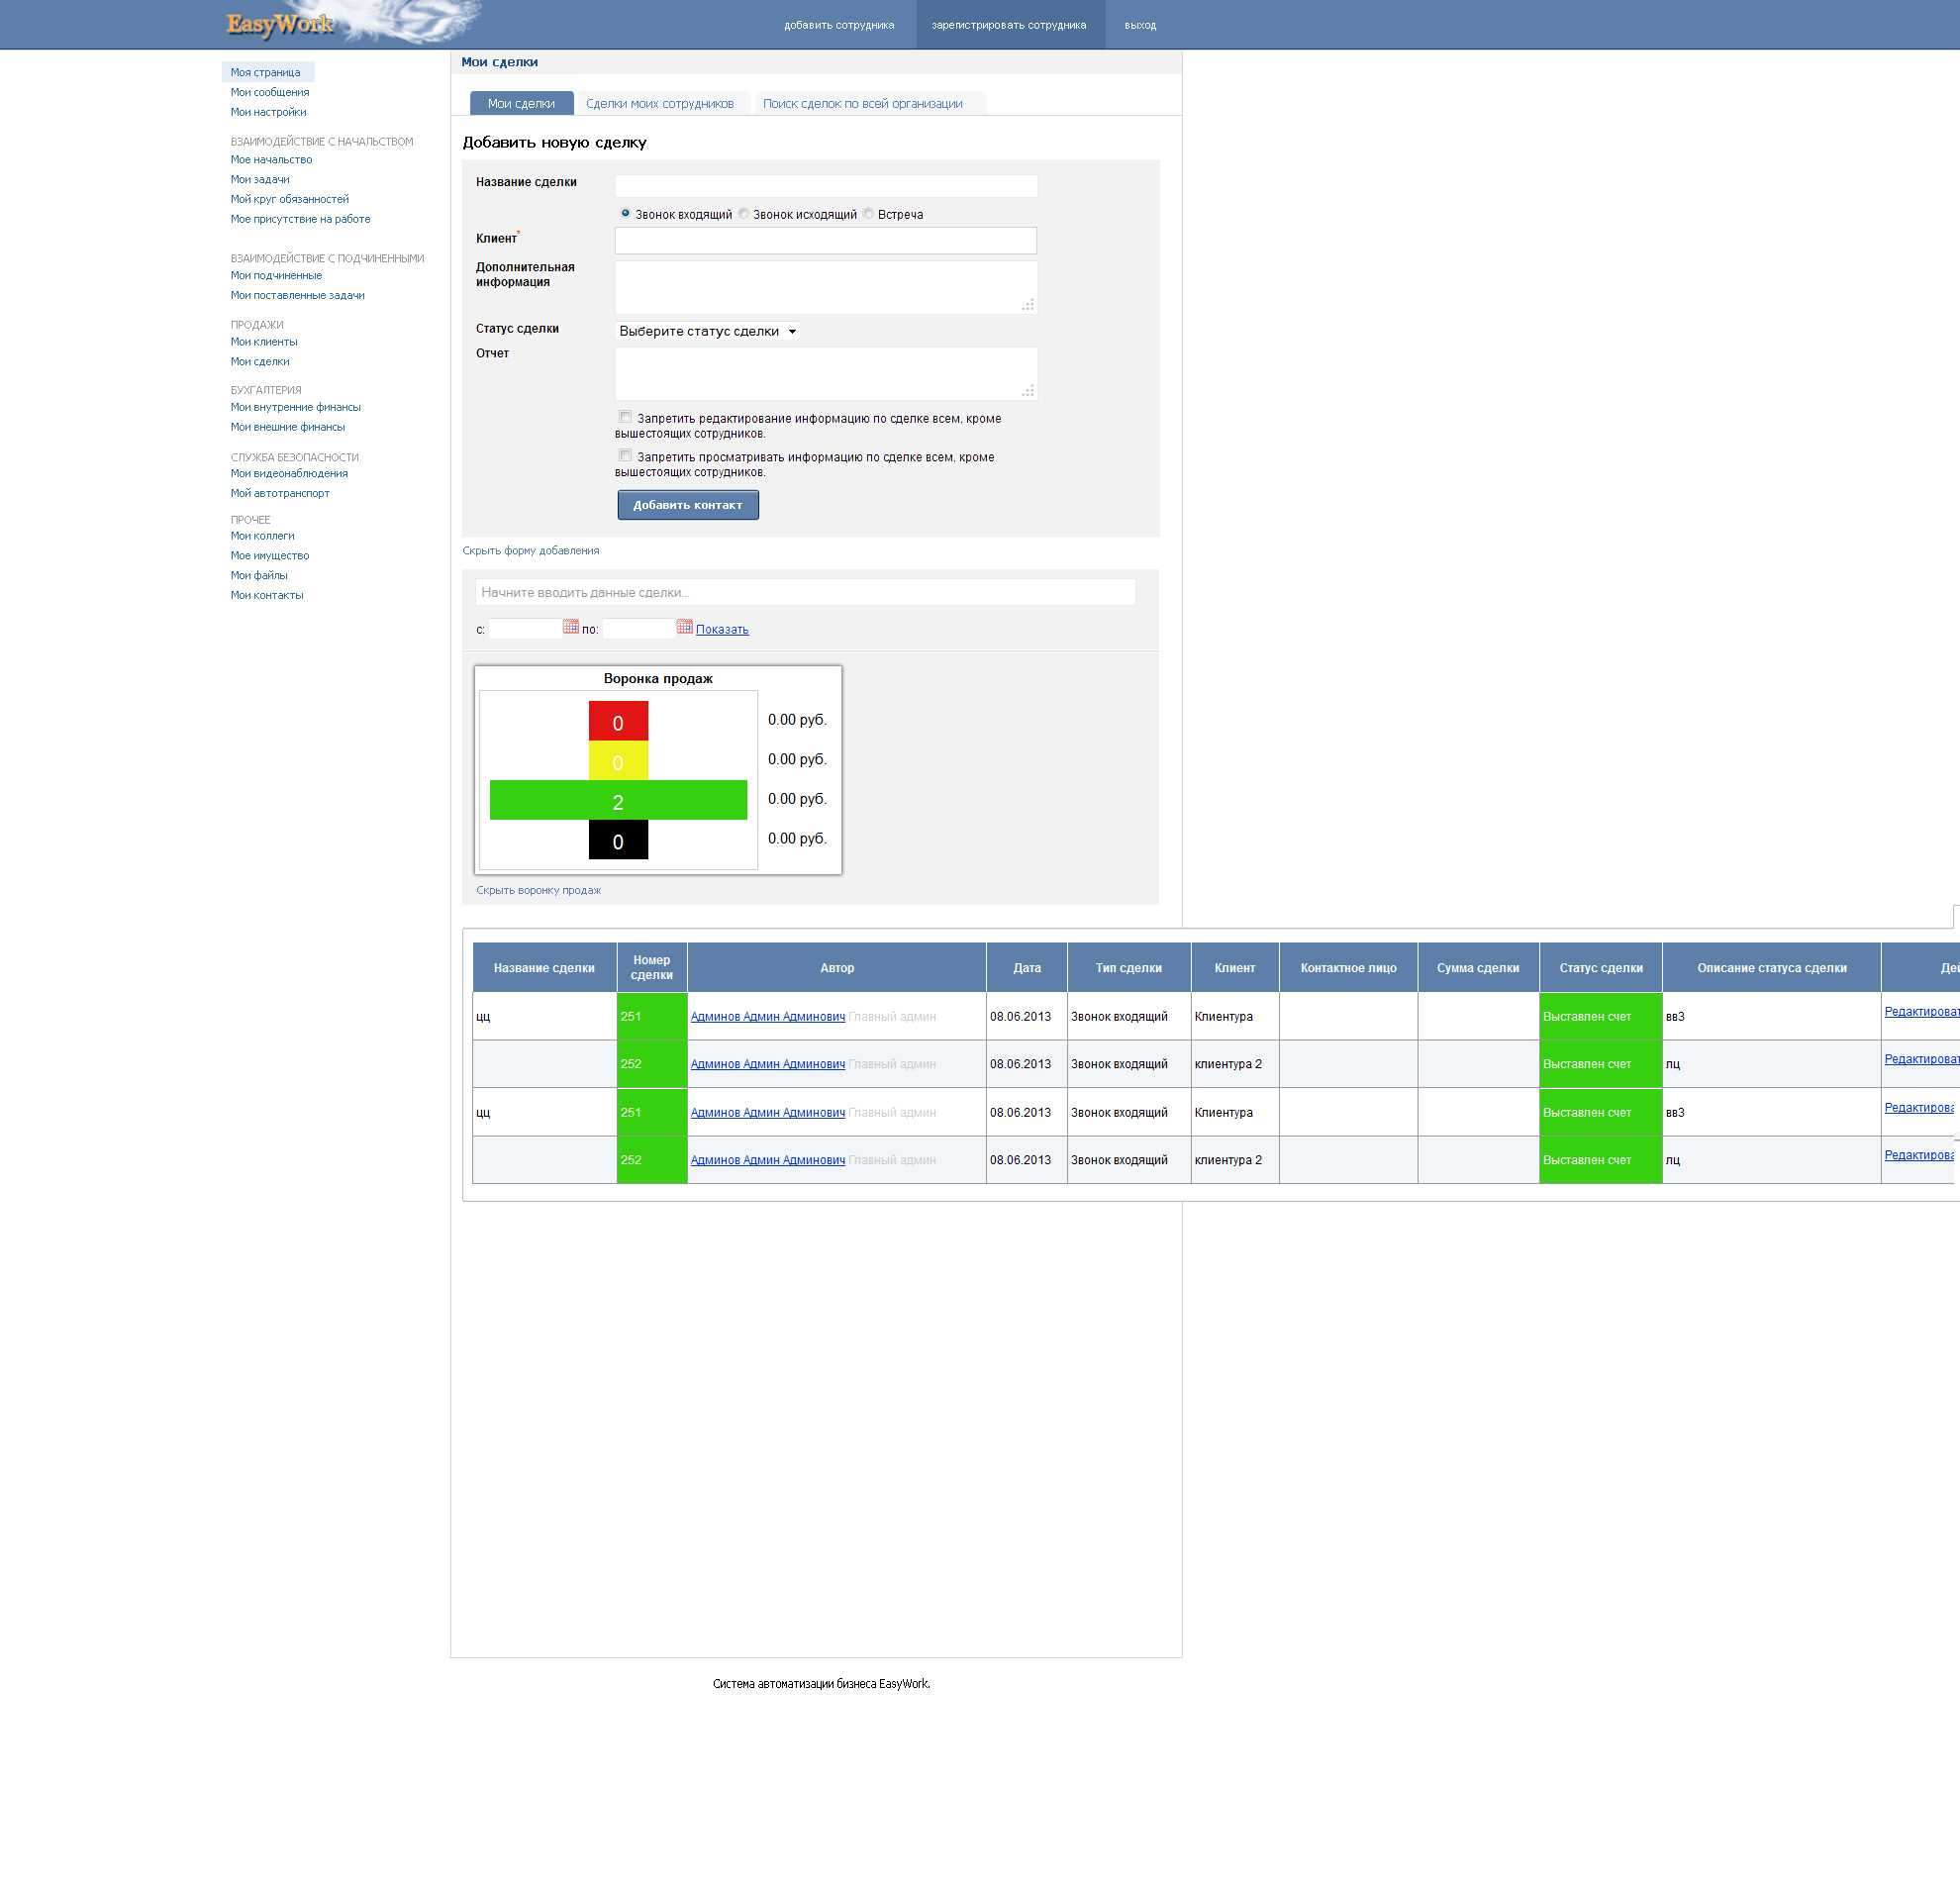 EasyWork
добавить сотрудника
зарегистрировать сотрудника
выход
Моя страница
Мои сообщения
Мои настройки
ВЗАИМОДЕЙСТВИЕ С НАЧАЛЬСТВОМ
Мое начальство
Мои задачи
Мой круг обязанностей
Мое присутствие на работе
ВЗАИМОДЕЙСТВИЕ С ПОДЧИНЕННЫМИ
Мои подчиненные
Мои поставленные задачи
ПРОДАЖИ
Мои клиенты
Мои сделки
БУХГАЛТЕРИЯ
Мои внутренние финансы
Мои внешние финансы
СЛУЖБА БЕЗОПАСНОСТИ
Мои видеонаблюдения
Мой автотранспорт
ПРОЧЕЕ
Мои коллеги
Мое имущество
Мои файлы
Мои контакты
Мои сделки
Мои сделки Сделки моих сотрудников Поиск сделок по всей организации
Добавить новую сделку
Название сделки
Звонок входящий Звонок исходящий Встреча
Клиент*
Дополнительная
информация
Статус сделки Выберите статус сделки
Отчет
Запретить редактирование информацию по сделке всем, кроме
вышестоящих сотрудников.
Запретить просматривать информацию по сделке всем, кроме
вышестоящих сотрудников.
Добавить контакт
Скрыть форму добавления
Начните вводить данные сделки...
с: по: Показать
Воронка продаж
0 0.00 руб.
0 0.00 руб.
2 0.00 руб.
0 0.00 руб.
Скрыть воронку продаж
Название сделки Номер сделки Автор Дата Тип сделки Клиент Контактное лицо Сумма сделки Статус сделки Описание статуса сделки Дей
цц 251 Админов Админ Админович Главный админ 08.06.2013 Звонок входящий Клиентура Выставлен счет вв3 Редактироват
252 Админов Админ Админович Главный админ 08.06.2013 Звонок входящий клиентура 2 Выставлен счет лц Редактироват
цц 251 Админов Админ Админович Главный админ 08.06.2013 Звонок входящий Клиентура Выставлен счет вв3 Редактирова
252 Админов Админ Админович Главный админ 08.06.2013 Звонок входящий клиентура 2 Выставлен счет лц Редактирова
Система автоматизации бизнеса EasyWork.